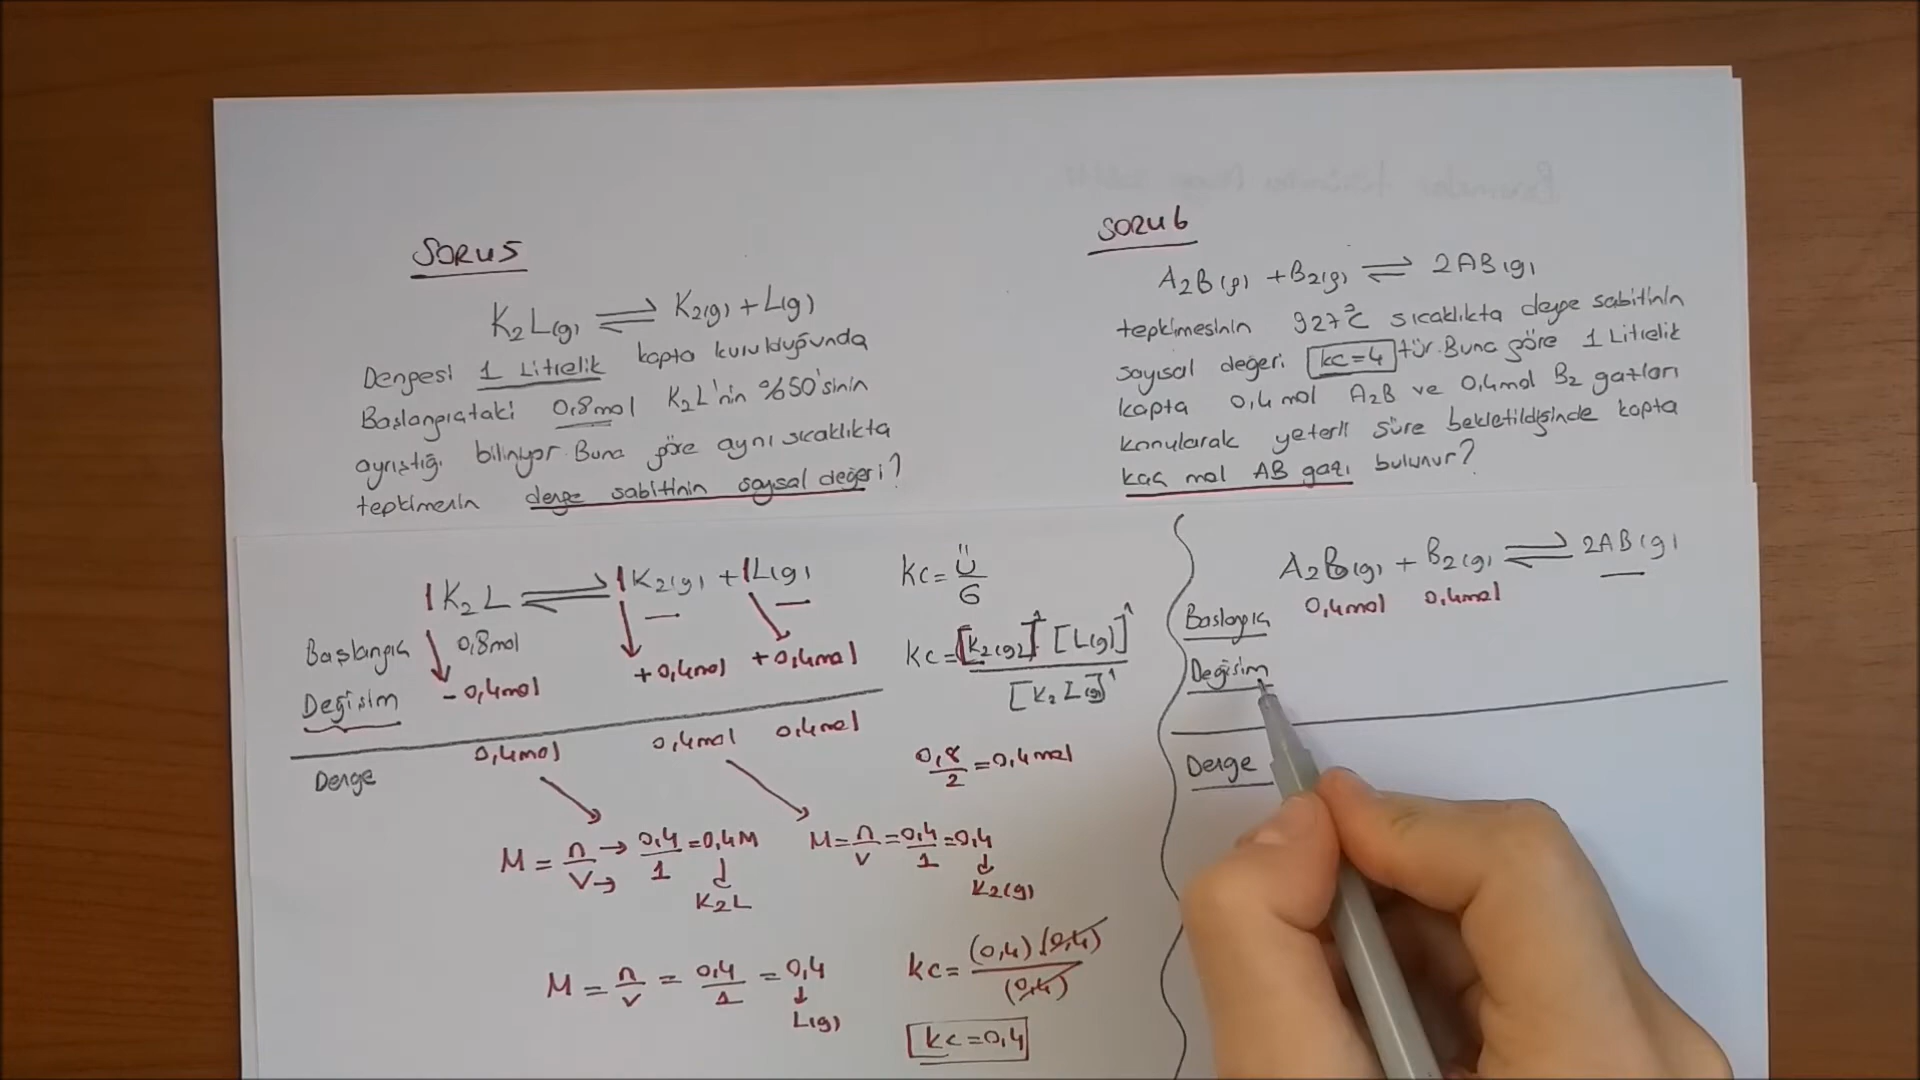 SORU5
K2L(g) ⇌ K2(g) + L(g)
Dengesi 1 Litrelik kapta kurulduğunda
Başlangıçtaki 0,8mol K2L'nin %50'sinin
ayrıştığı biliniyor. Buna göre aynı sıcaklıkta
tepkimenin denge sabitinin sayısal değeri?
SORU6
A2B(g) + B2(g) ⇌ 2AB(g)
tepkimesinin 927°C sıcaklıkta denge sabitinin
sayısal değeri kc=4 tür. Buna göre 1 Litrelik
kapta 0,4 mol A2B ve 0,4mol B2 gazları
konularak yeterli süre bekletildiğinde kapta
kaç mol AB gazı bulunur?
1K2L ⇌ 1K2(g) + 1L(g)
Başlangıç 0,8mol — —
Değişim -0,4mol +0,4mol +0,4mol
0,4mol 0,4mol 0,4mol
Denge
M = n/V → 0,4/1 = 0,4M
K2L
M = n/V = 0,4/1 = 0,4
K2(g)
M = n/V = 0,4/1 = 0,4
L(g)
kc = Ü/G
kc = [K2(g)]^1 [L(g)]^1 / [K2L(g)]^1
0,8/2 = 0,4mol
kc = (0,4).(0,4) / (0,4)
kc=0,4
A2B(g) + B2(g) ⇌ 2AB(g)
Başlangıç 0,4mol 0,4mol —
Değişim
Denge